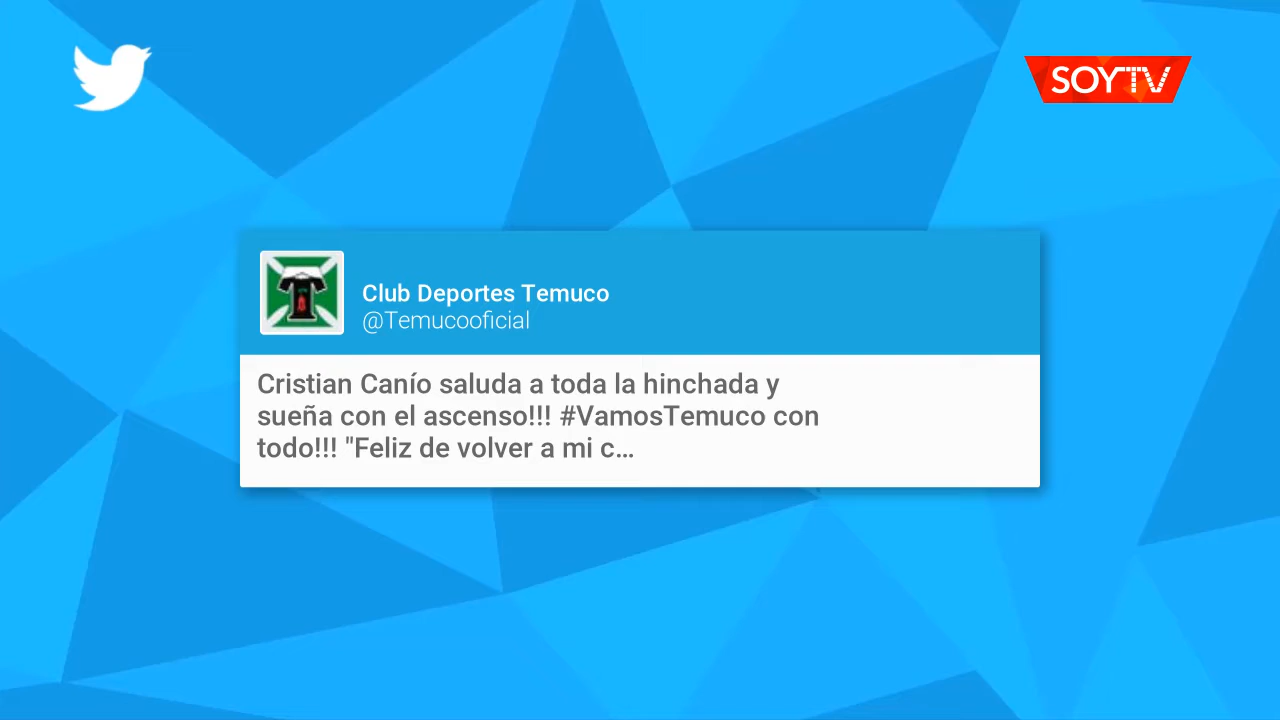 SOYTV
Club Deportes Temuco
@Temucooficial
Cristian Canío saluda a toda la hinchada y
sueña con el ascenso!!! #VamosTemuco con
todo!!! "Feliz de volver a mi c...